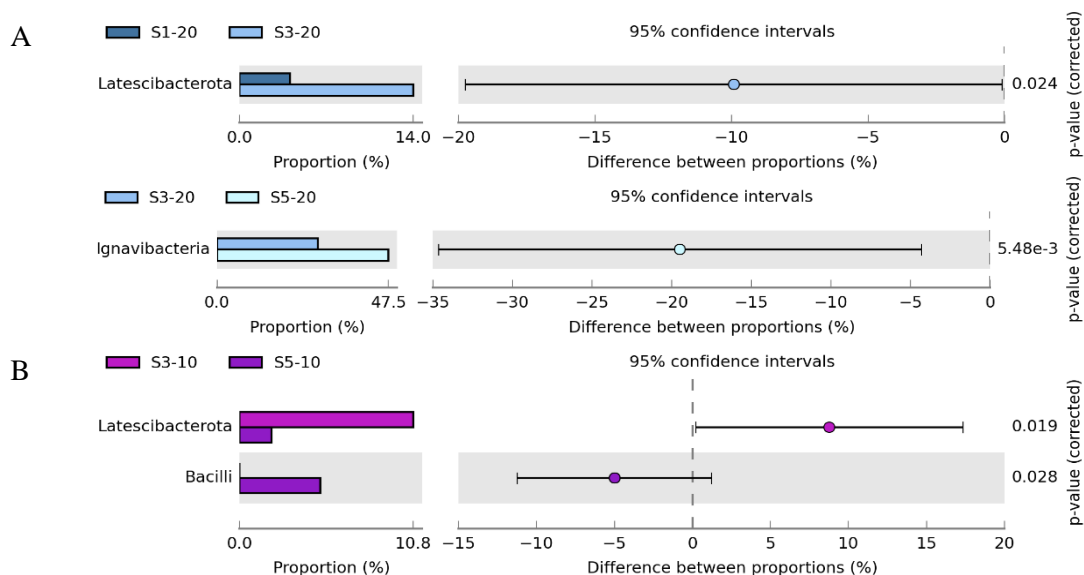 A
S1-20 S3-20 95% confidence intervals
Latescibacterota 0.024
0.0 14.0 −20 −15 −10 −5 0
Proportion (%) Difference between proportions (%)
p-value (corrected)
S3-20 S5-20 95% confidence intervals
Ignavibacteria 5.48e-3
0.0 47.5 −35 −30 −25 −20 −15 −10 −5 0
Proportion (%) Difference between proportions (%)
p-value (corrected)
B
S3-10 S5-10 95% confidence intervals
Latescibacterota 0.019
Bacilli 0.028
0.0 10.8 −15 −10 −5 0 5 10 15 20
Proportion (%) Difference between proportions (%)
p-value (corrected)